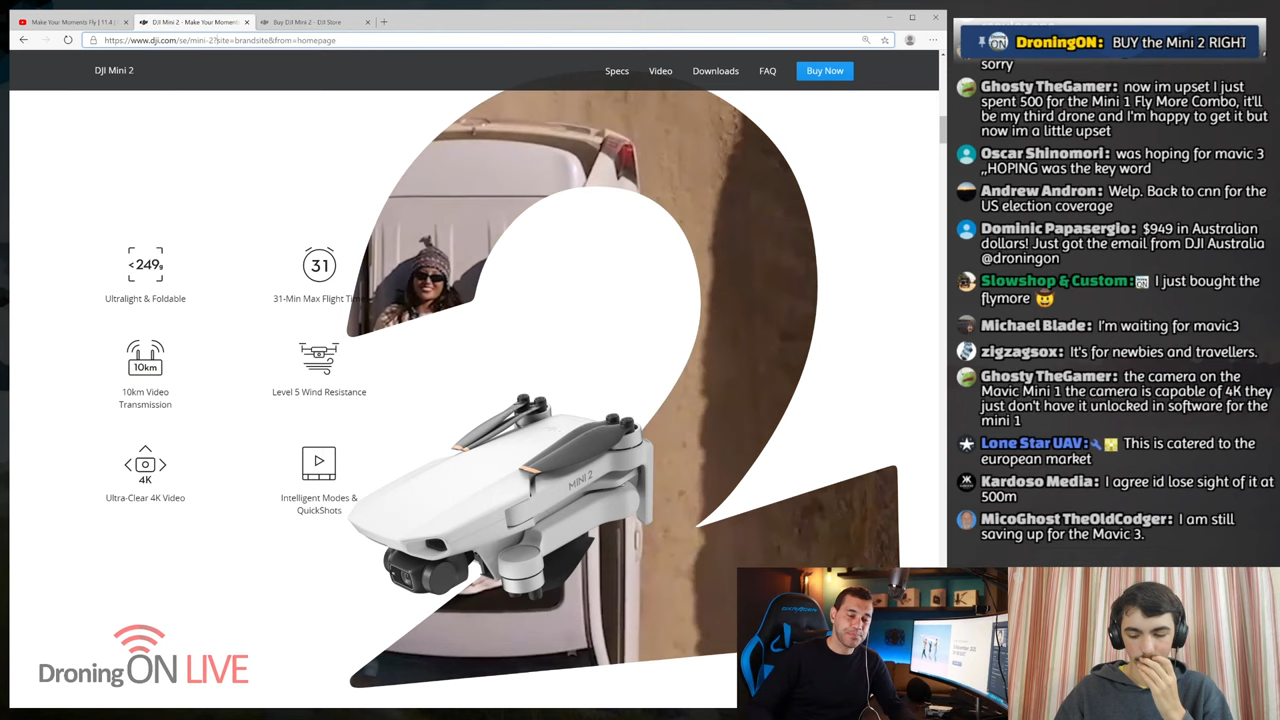 Make Your Moments Fly | 11.4 |
DJI Mini 2 - Make Your Moments
Buy DJI Mini 2 - DJI Store
https://www.dji.com/se/mini-2?site=brandsite&from=homepage
DJI Mini 2
Specs
Video
Downloads
FAQ
Buy Now
<249g
Ultralight & Foldable
31
31-Min Max Flight Time
10km
10km Video
Transmission
Level 5 Wind Resistance
4K
Ultra-Clear 4K Video
Intelligent Modes &
QuickShots
MINI 2
DroningON LIVE
DroningON: BUY the Mini 2 RIGHT
sorry
Ghosty TheGamer: now im upset I just
spent 500 for the Mini 1 Fly More Combo, it'll
be my third drone and I'm happy to get it but
now im a little upset
Oscar Shinomori: was hoping for mavic 3
,,HOPING was the key word
Andrew Andron: Welp. Back to cnn for the
US election coverage
Dominic Papasergio: $949 in Australian
dollars! Just got the email from DJI Australia
@droningon
Slowshop & Custom: I just bought the
flymore
Michael Blade: I'm waiting for mavic3
zigzagsox: It's for newbies and travellers.
Ghosty TheGamer: the camera on the
Mavic Mini 1 the camera is capable of 4K they
just don't have it unlocked in software for the
mini 1
Lone Star UAV: This is catered to the
european market
Kardoso Media: I agree id lose sight of it at
500m
MicoGhost TheOldCodger: I am still
saving up for the Mavic 3.